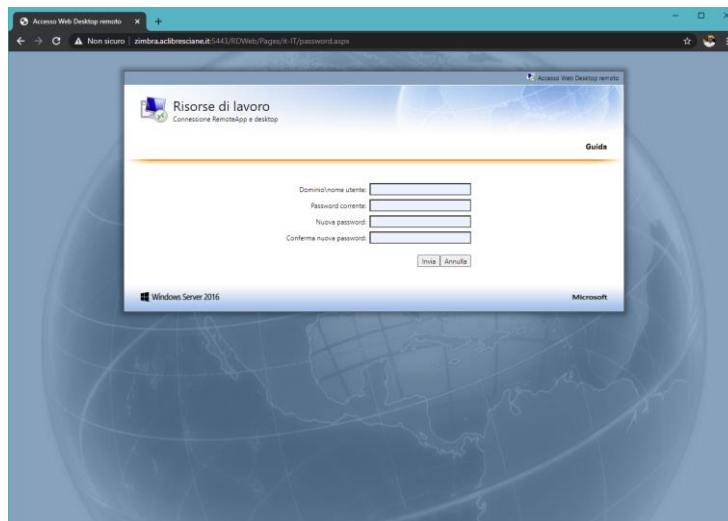 Accesso Web Desktop remoto
Non sicuro | zimbra.aclibresciane.it:5443/RDWeb/Pages/it-IT/password.aspx
Accesso Web Desktop remoto
Risorse di lavoro
Connessione RemoteApp e desktop
Guida
Dominio\nome utente:
Password corrente:
Nuova password:
Conferma nuova password:
Invia Annulla
Windows Server 2016 Microsoft